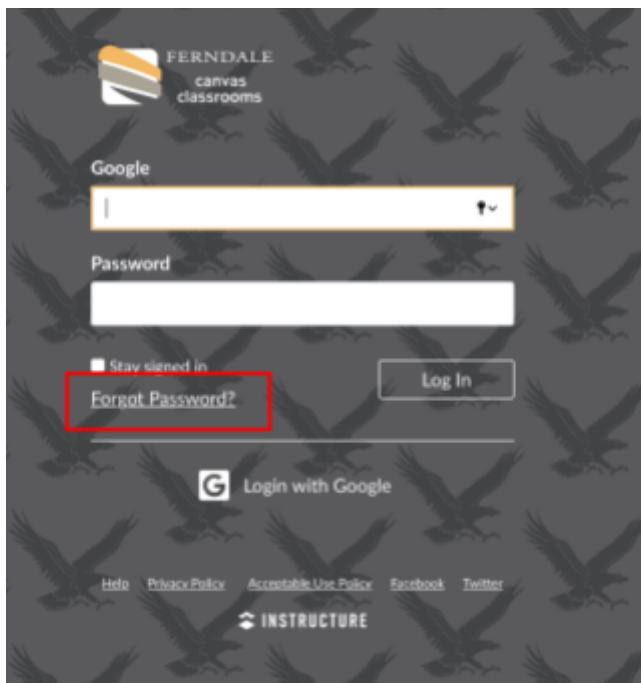 FERNDALE
canvas
classrooms
Google
Password
Stay signed in
Log In
Forgot Password?
G Login with Google
Help Privacy Policy Acceptable Use Policy Facebook Twitter
INSTRUCTURE